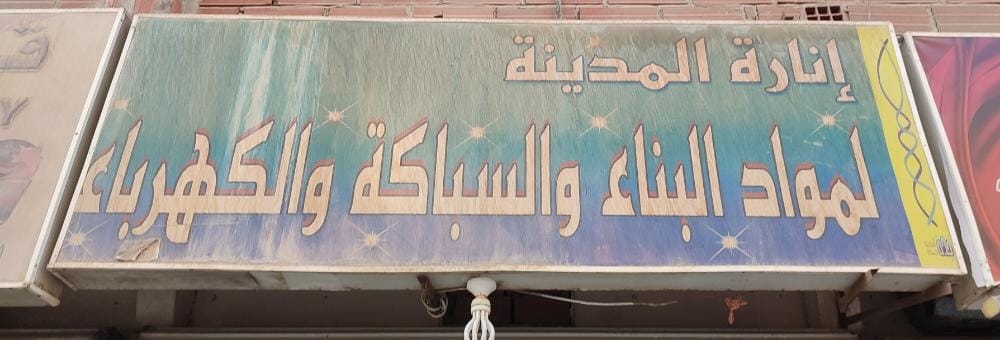 إنارة المدينة
لمواد البناء والسباكة والكهرباء